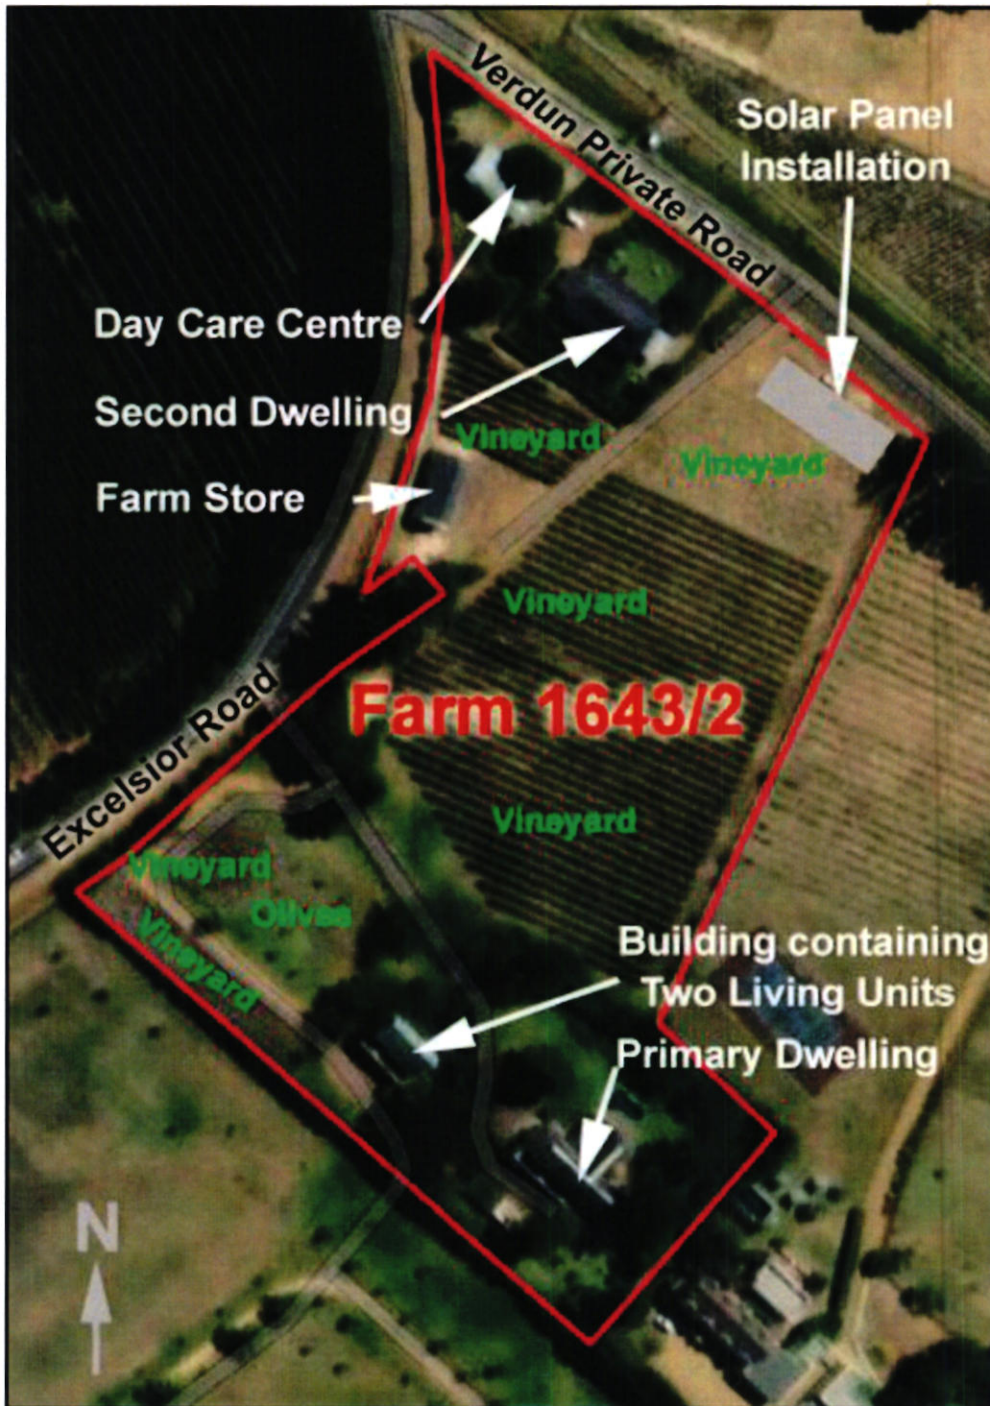 Verdun Private Road
Solar Panel
Installation
Day Care Centre
Second Dwelling
Vineyard
Vineyard
Farm Store
Vineyard
Farm 1643/2
Excelsior Road
Vineyard
Vineyard
Olives
Vineyard
Building containing
Two Living Units
Primary Dwelling
N